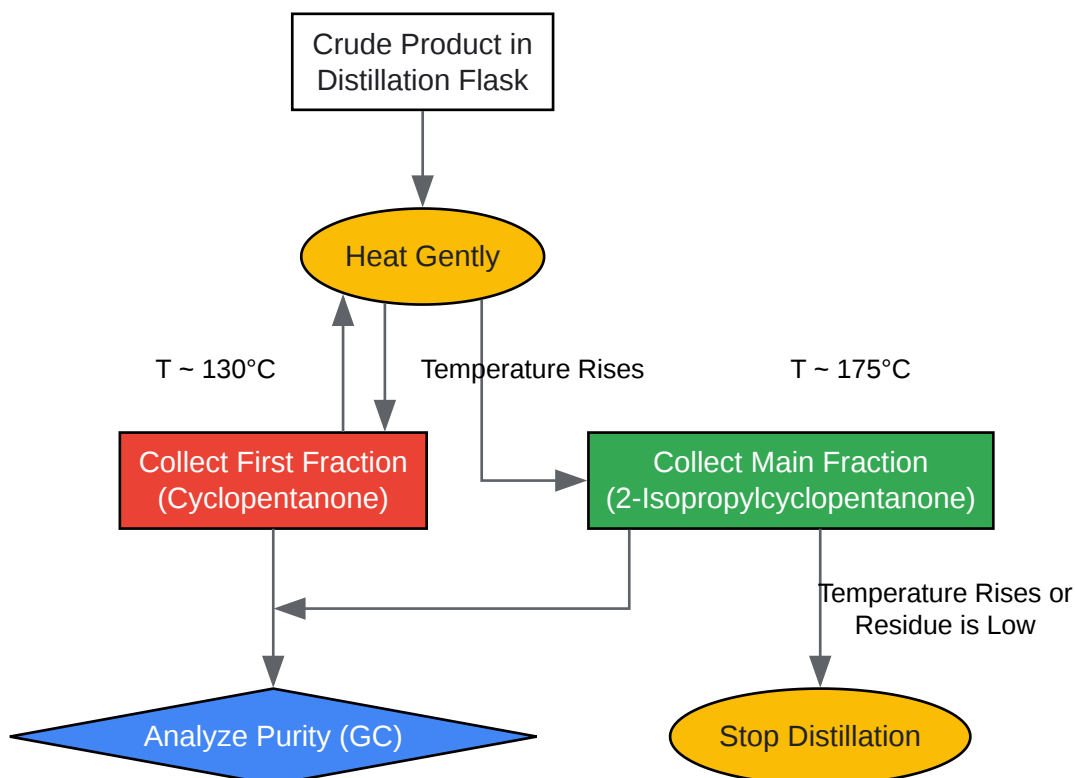 Crude Product in
Distillation Flask
Heat Gently
T ~ 130°C
Temperature Rises
T ~ 175°C
Collect First Fraction
(Cyclopentanone)
Collect Main Fraction
(2-Isopropylcyclopentanone)
Temperature Rises or
Residue is Low
Analyze Purity (GC)
Stop Distillation